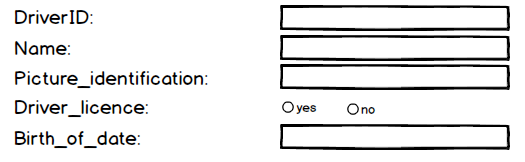 DriverID:
Name:
Picture_identification:
Driver_licence: yes no
Birth_of_date: